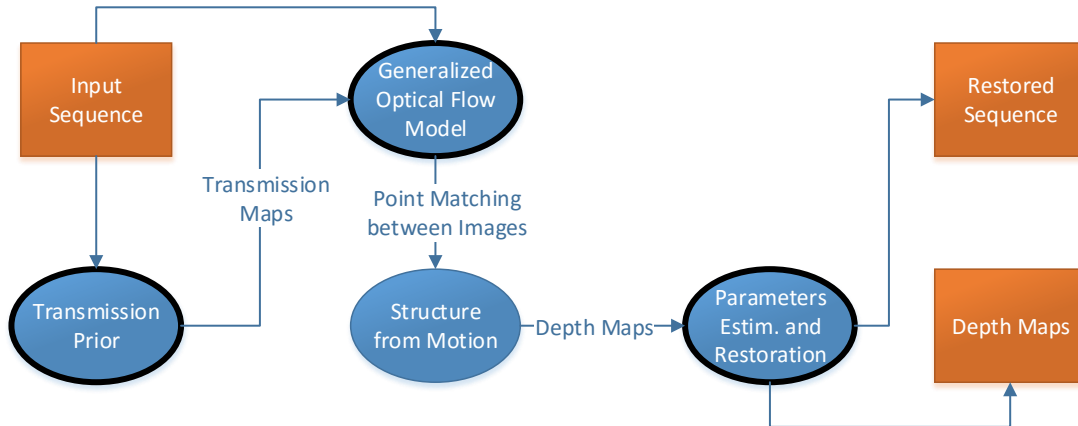 Input
Sequence
Generalized
Optical Flow
Model
Restored
Sequence
Transmission
Maps
Point Matching
between Images
Transmission
Prior
Structure
from Motion
Depth Maps
Parameters
Estim. and
Restoration
Depth Maps